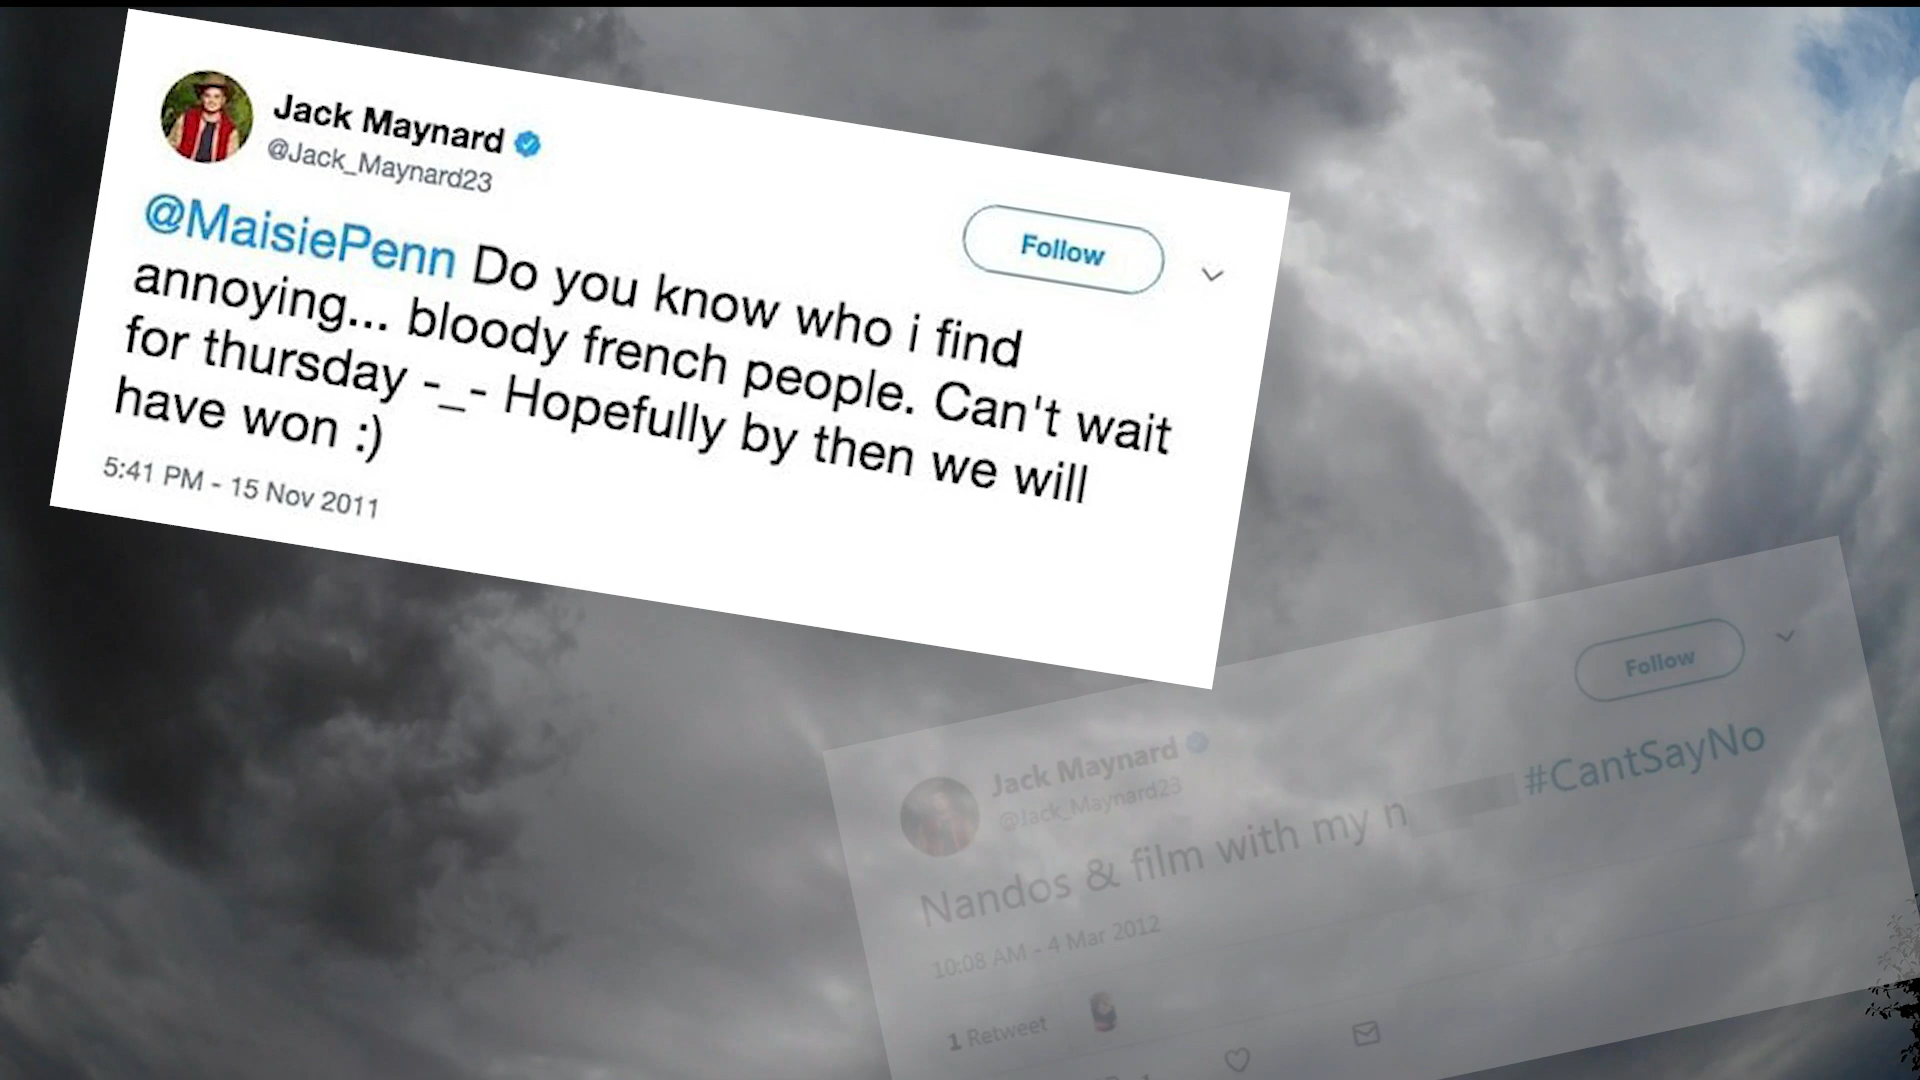 Jack Maynard
@Jack_Maynard23
Follow
@MaisiePenn Do you know who i find
annoying... bloody french people. Can't wait
for thursday -_- Hopefully by then we will
have won :)
5:41 PM - 15 Nov 2011
Jack Maynard
@Jack_Maynard23
Follow
Nandos & film with my n #CantSayNo
10:08 AM - 4 Mar 2012
1 Retweet